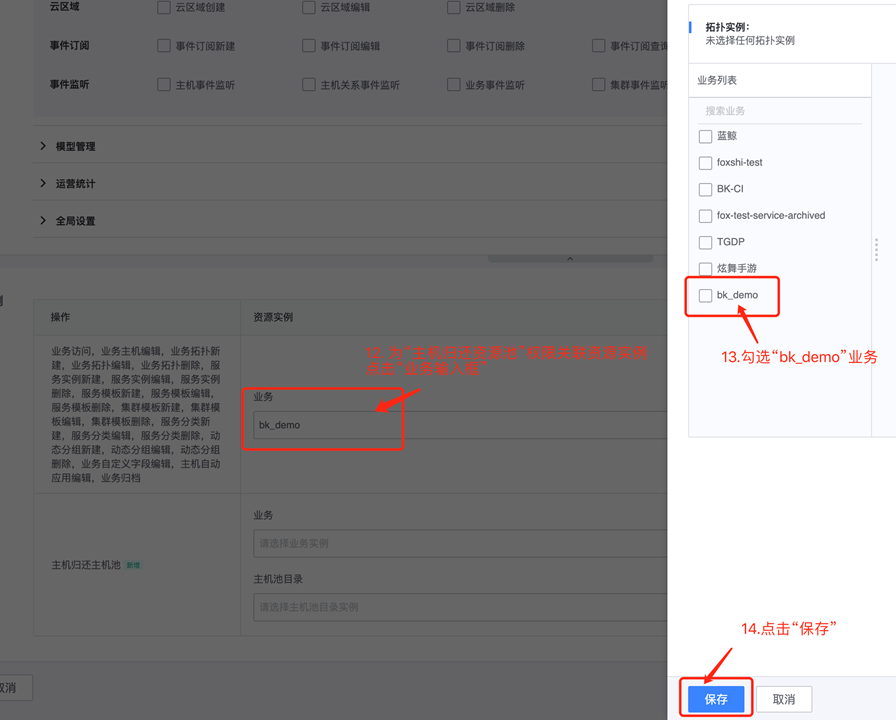 云区域 云区域创建 云区域编辑 云区域删除
事件订阅 事件订阅新建 事件订阅编辑 事件订阅删除 事件订阅查询
事件监听 主机事件监听 主机关系事件监听 业务事件监听 集群事件监听
模型管理
运营统计
全局设置
例
操作 资源实例
业务访问，业务主机编辑，业务拓扑新
建，业务拓扑编辑，业务拓扑删除，服
务实例新建，服务实例编辑，服务实例
删除，服务模板新建，服务模板编辑，
服务模板删除，集群模板新建，集群模
板编辑，集群模板删除，服务分类新
建，服务分类编辑，服务分类删除，动
态分组新建，动态分组编辑，动态分组
删除，业务自定义字段编辑，主机自动
应用编辑，业务归档
12. 为“主机归还资源池”权限关联资源实例
点击“业务输入框”
业务
bk_demo
主机归还主机池 新增
业务
请选择业务实例
主机池目录
请选择主机池目录实例
取消
拓扑实例：
未选择任何拓扑实例
业务列表
搜索业务
蓝鲸
foxshi-test
BK-CI
fox-test-service-archived
TGDP
炫舞手游
bk_demo
13.勾选“bk_demo”业务
14.点击“保存”
保存 取消